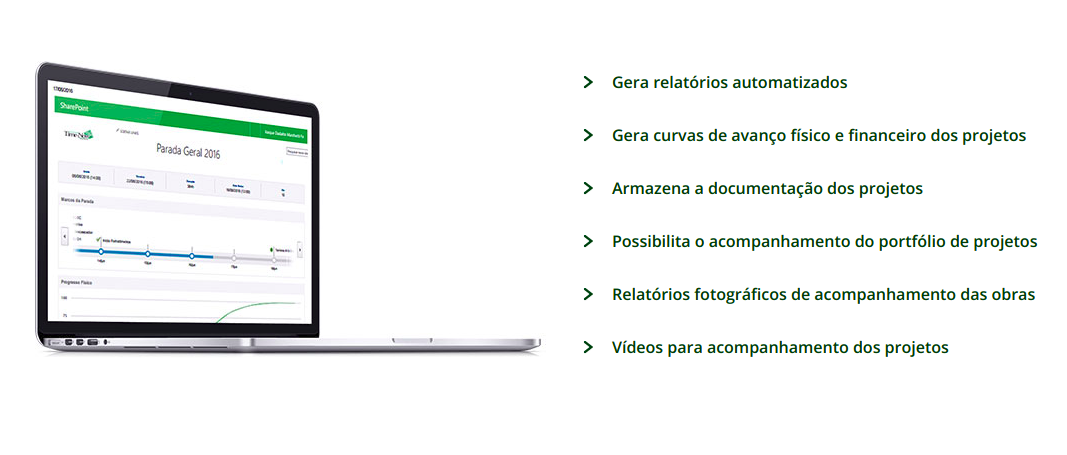 17/05/2016
SharePoint
Time-Now
Parada Geral 2016
Marcos da Parada
Progresso Físico
100
75
Gera relatórios automatizados
Gera curvas de avanço físico e financeiro dos projetos
Armazena a documentação dos projetos
Possibilita o acompanhamento do portfólio de projetos
Relatórios fotográficos de acompanhamento das obras
Vídeos para acompanhamento dos projetos